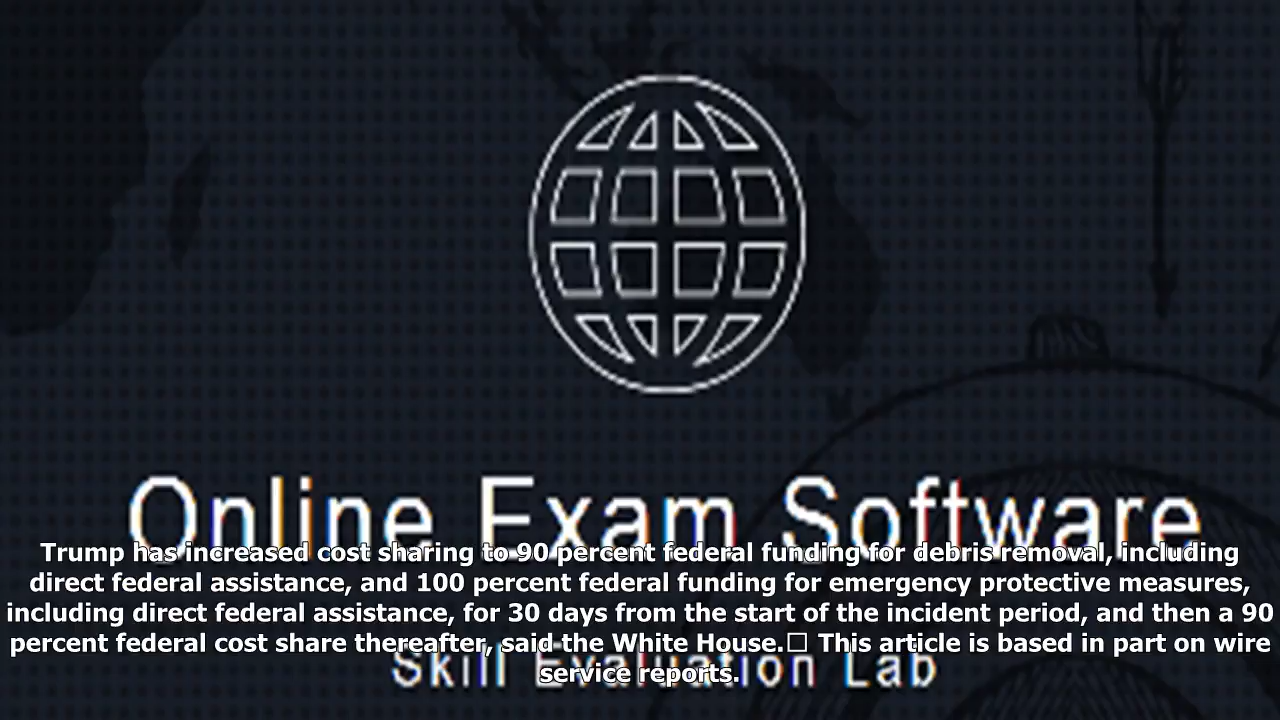 Online Exam Software
Trump has increased cost sharing to 90 percent federal funding for debris removal, including
direct federal assistance, and 100 percent federal funding for emergency protective measures,
including direct federal assistance, for 30 days from the start of the incident period, and then a 90
percent federal cost share thereafter, said the White House.□ This article is based in part on wire
service reports.
Skill Evaluation Lab